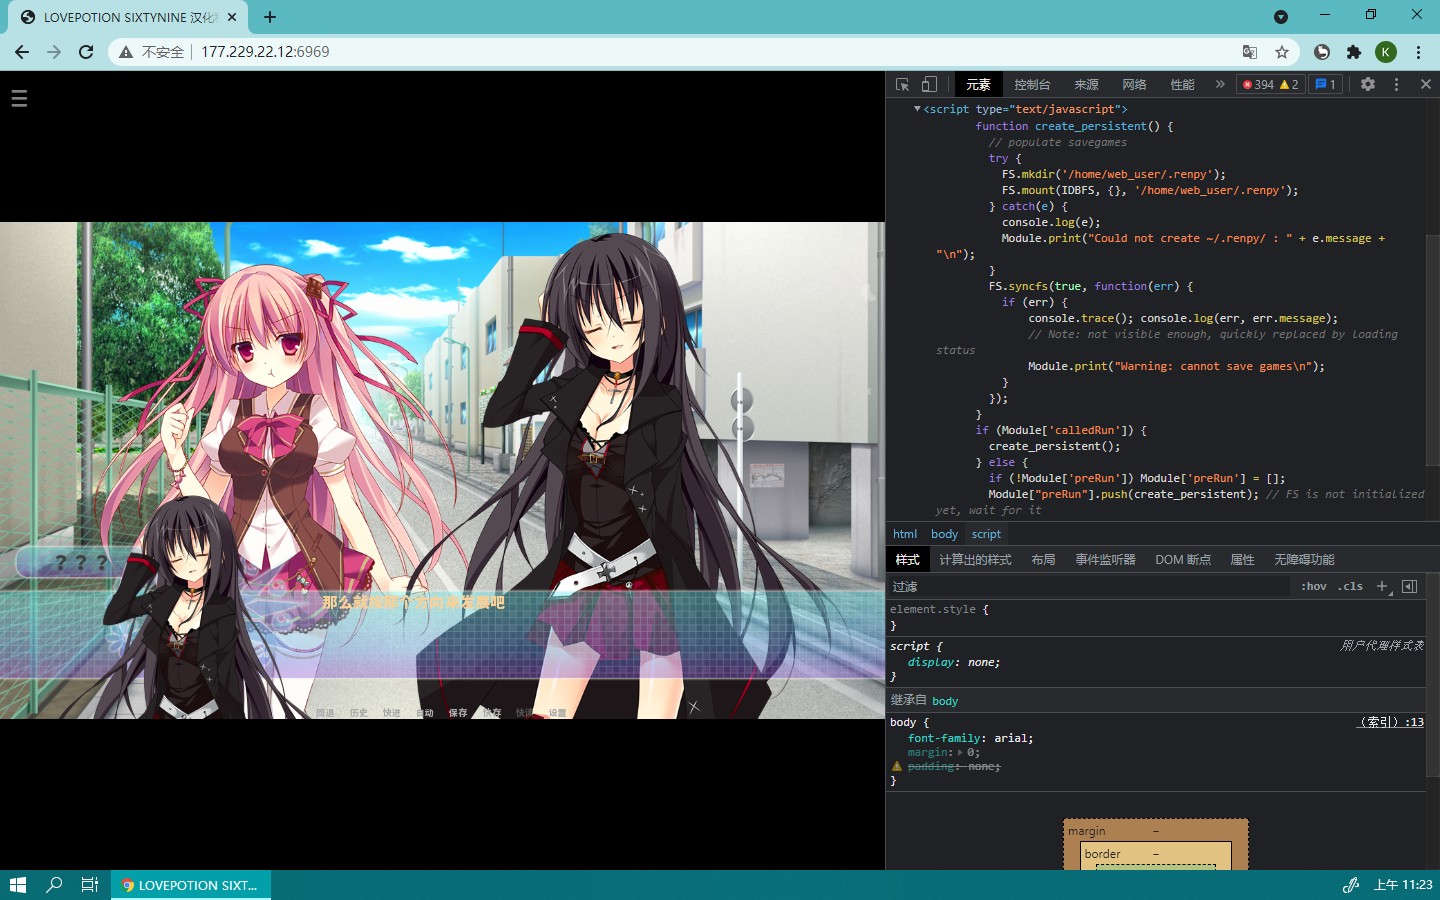 LOVEPOTION SIXTYNINE 汉化
不安全
177.229.22.12:6969
K
元素 控制台 来源 网络 性能 » 394 2 1
<script type="text/javascript">
function create_persistent() {
// populate savegames
try {
FS.mkdir('/home/web_user/.renpy');
FS.mount(IDBFS, {}, '/home/web_user/.renpy');
} catch(e) {
console.log(e);
Module.print("Could not create ~/.renpy/ : " + e.message +
"\n");
}
FS.syncfs(true, function(err) {
if (err) {
console.trace(); console.log(err, err.message);
// Note: not visible enough, quickly replaced by loading
status
Module.print("Warning: cannot save games\n");
}
});
}
if (Module['calledRun']) {
create_persistent();
} else {
if (!Module['preRun']) Module['preRun'] = [];
Module["preRun"].push(create_persistent); // FS is not initialized
yet, wait for it
html body script
样式 计算出的样式 布局 事件监听器 DOM 断点 属性 无障碍功能
过滤 :hov .cls
element.style {
}
script { 用户代理样式表
display: none;
}
继承自 body
body { (索引):13
font-family: arial;
margin: 0;
padding: none;
}
margin –
border –
？？？
那么就按那个方向来发展吧
回退 历史 快进 自动 保存 快存 快读 设置
LOVEPOTION SIXT...
上午 11:23